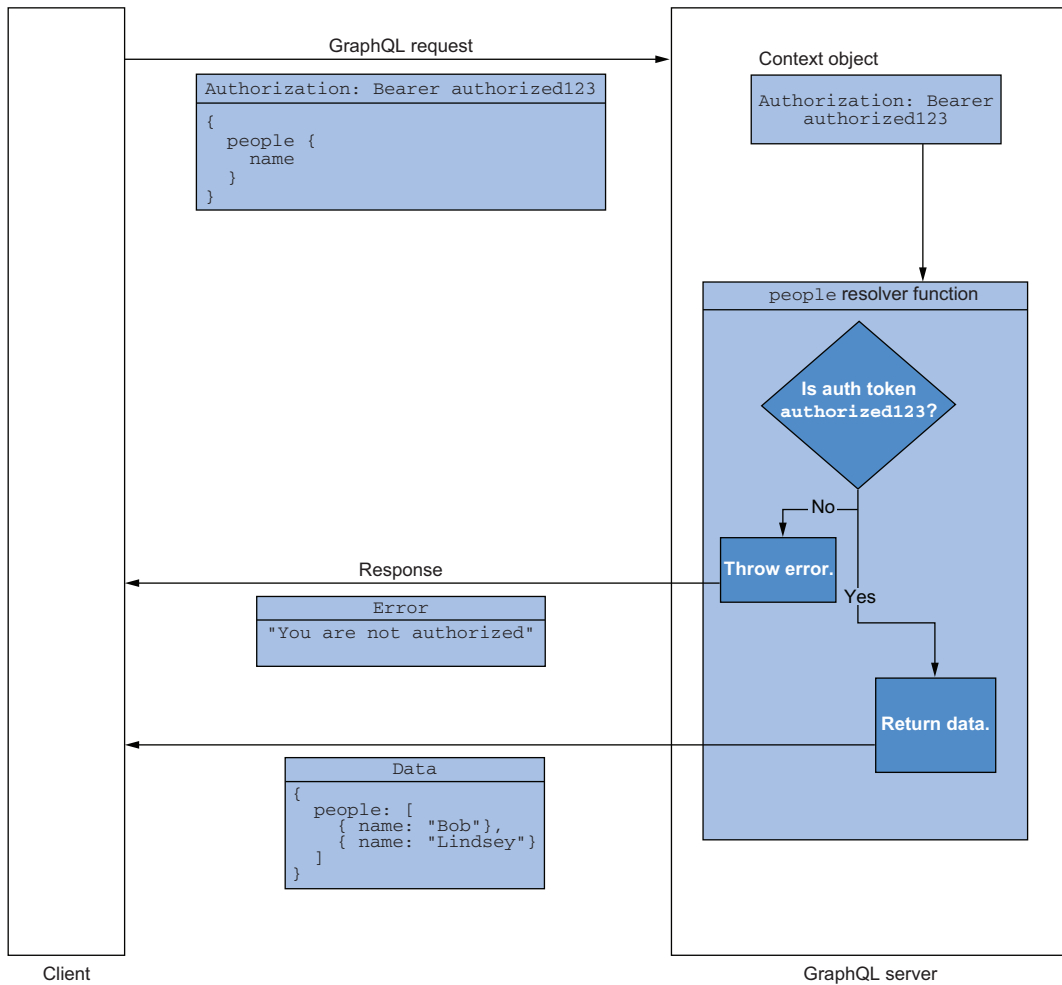 GraphQL request
Authorization: Bearer authorized123
{
people {
name
}
}
Context object
Authorization: Bearer
authorized123
people resolver function
Is auth token
authorized123?
No
Throw error.
Yes
Return data.
Response
Error
"You are not authorized"
Data
{
people: [
{ name: "Bob"},
{ name: "Lindsey"}
]
}
Client
GraphQL server